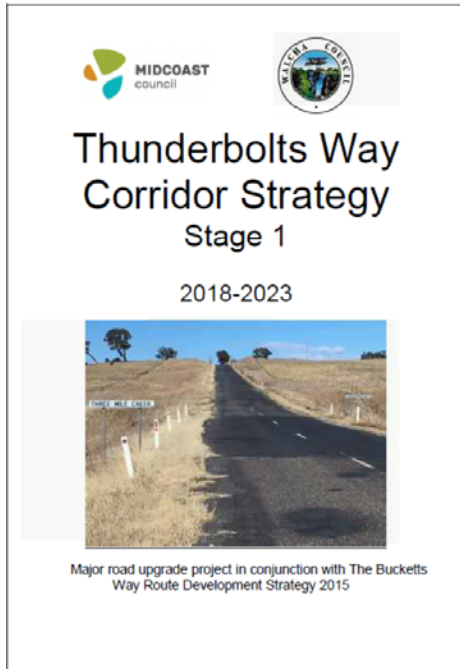 MIDCOAST
council
WALCHA COUNCIL
Thunderbolts Way
Corridor Strategy
Stage 1
2018-2023
THREE MILE CREEK
Major road upgrade project in conjunction with The Bucketts
Way Route Development Strategy 2015